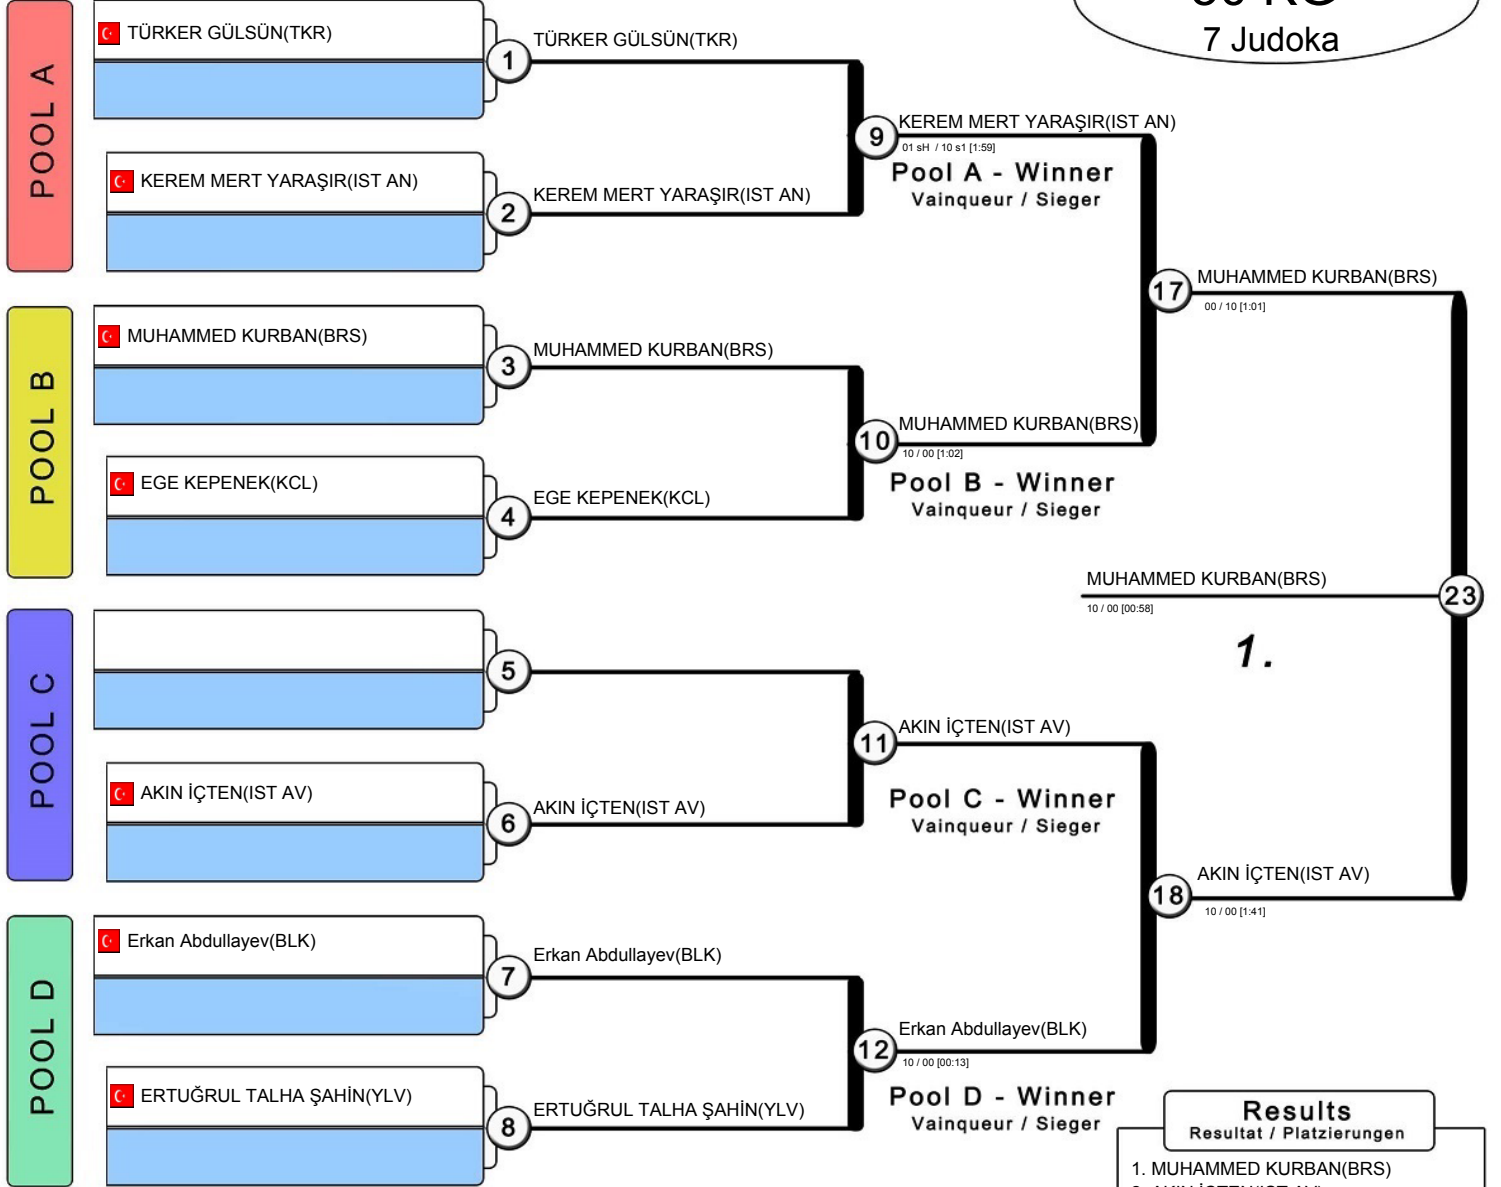 KG
7 Judoka
POOL A
TÜRKER GÜLSÜN(TKR)
1
TÜRKER GÜLSÜN(TKR)
KEREM MERT YARAŞIR(IST AN)
2
KEREM MERT YARAŞIR(IST AN)
9
KEREM MERT YARAŞIR(IST AN)
01 sH / 10 s1 [1:59]
Pool A - Winner
Vainqueur / Sieger
POOL B
MUHAMMED KURBAN(BRS)
3
MUHAMMED KURBAN(BRS)
EGE KEPENEK(KCL)
4
EGE KEPENEK(KCL)
10
MUHAMMED KURBAN(BRS)
10 / 00 [1:02]
Pool B - Winner
Vainqueur / Sieger
17
MUHAMMED KURBAN(BRS)
00 / 10 [1:01]
MUHAMMED KURBAN(BRS)
10 / 00 [00:58]
23
1.
POOL C
5
AKIN İÇTEN(IST AV)
6
AKIN İÇTEN(IST AV)
11
AKIN İÇTEN(IST AV)
Pool C - Winner
Vainqueur / Sieger
18
AKIN İÇTEN(IST AV)
10 / 00 [1:41]
POOL D
Erkan Abdullayev(BLK)
7
Erkan Abdullayev(BLK)
ERTUĞRUL TALHA ŞAHİN(YLV)
8
ERTUĞRUL TALHA ŞAHİN(YLV)
12
Erkan Abdullayev(BLK)
10 / 00 [00:13]
Pool D - Winner
Vainqueur / Sieger
Results
Resultat / Platzierungen
1. MUHAMMED KURBAN(BRS)